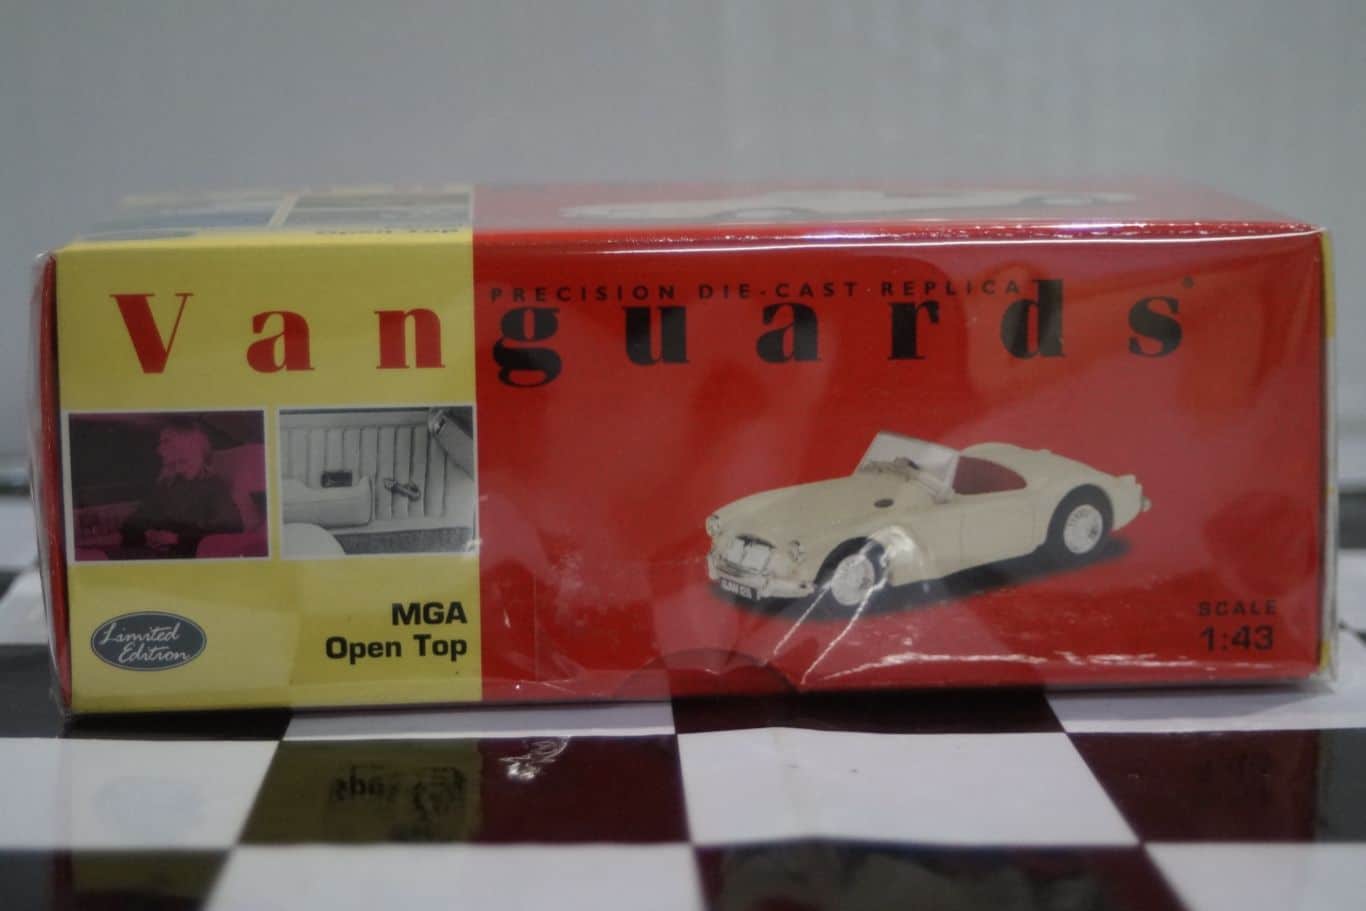 Vanguards
PRECISION DIE-CAST REPLICA
Limited
Edition
MGA
Open Top
SCALE
1:43